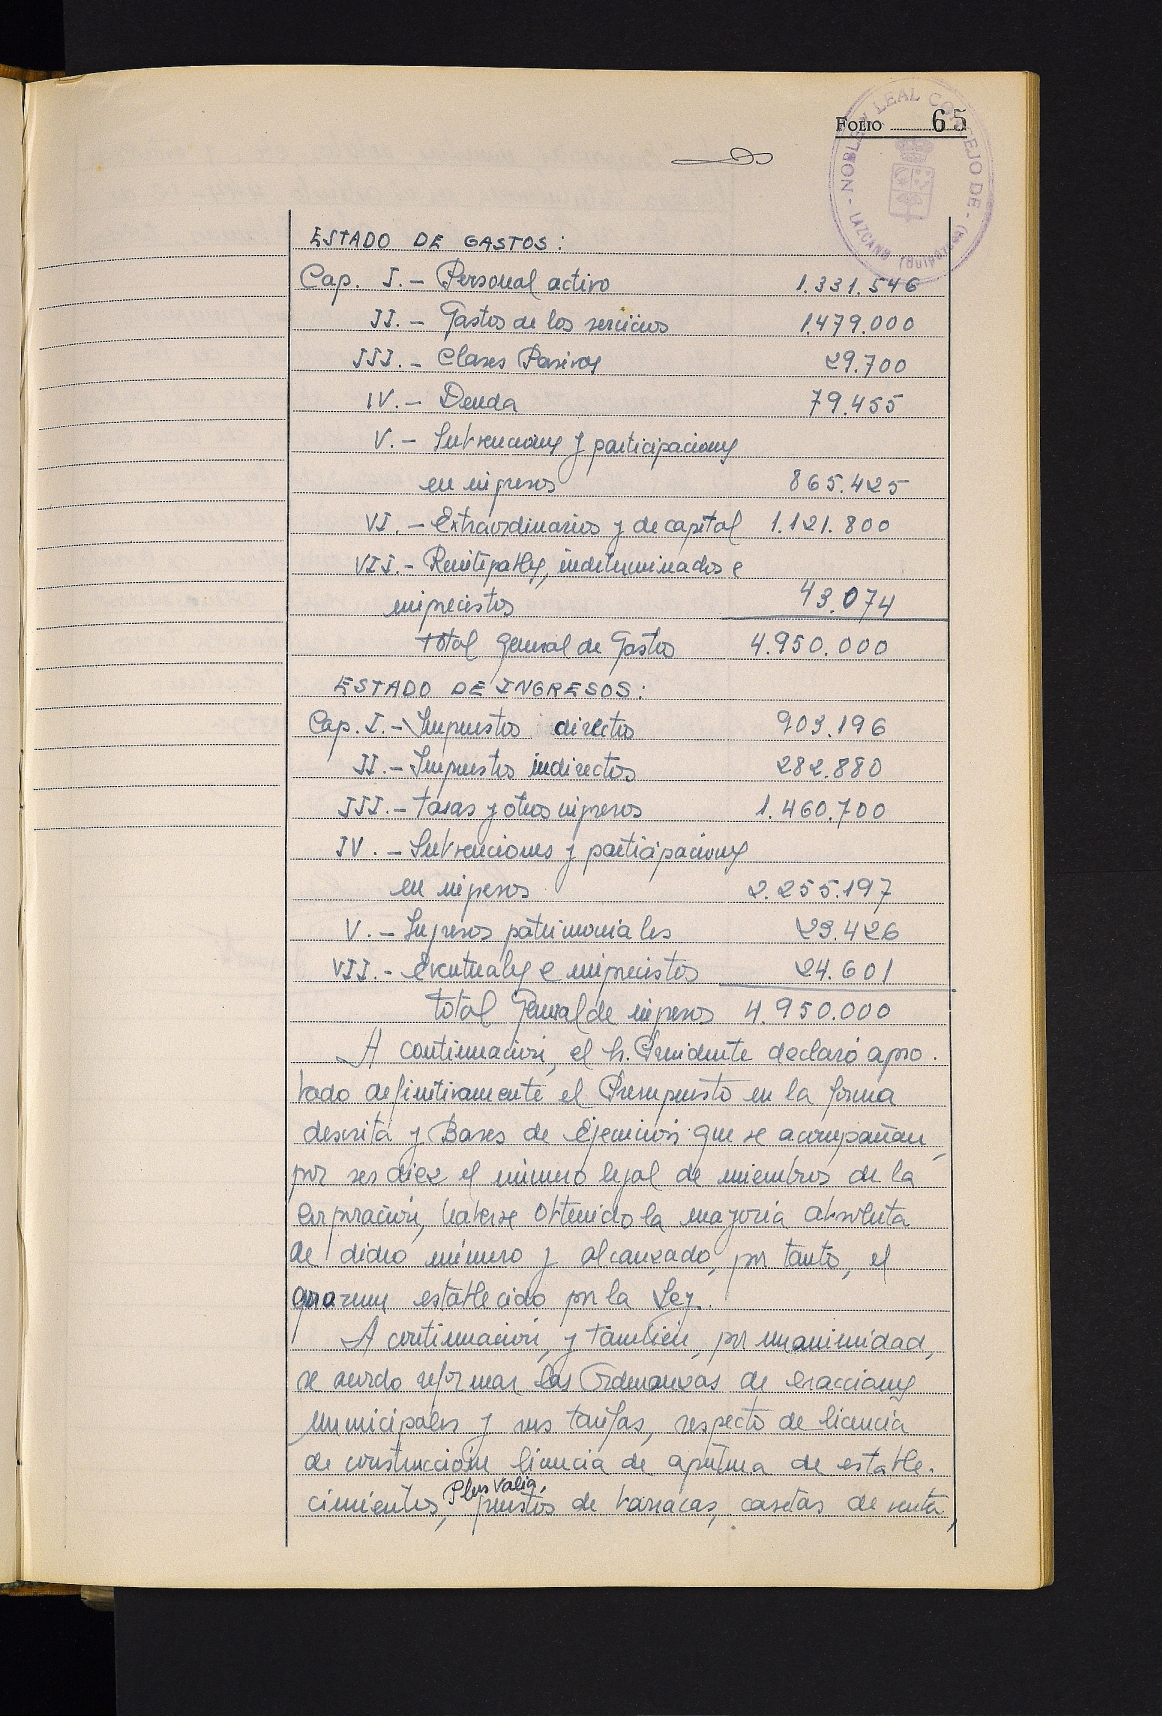 FOLIO 65
NOBLE Y LEAL CONCEJO DE - LAZCANO (Guipúzcoa)
ESTADO DE GASTOS:
Cap. I.- Personal activo 1.331.546
II.- Gastos de los servicios 1.479.000
III.- Clases Pasivas 29.700
IV.- Deuda 79.455
V.- Subvenciones y participaciones
en ingresos 865.425
VI.- Extraordinarios y de capital 1.121.800
VII.- Reintegrables, indeterminados e
imprecistos 43.074
Total general de Gastos 4.950.000
ESTADO DE INGRESOS:
Cap. I.- Impuestos directos 903.196
II.- Impuestos indirectos 282.880
III.- Tasas y otros ingresos 1.460.700
IV.- Subvenciones y participaciones
en ingresos 2.255.197
V.- Ingresos patrimoniales 23.426
VII.- Eventuales e imprecistos 24.601
Total General de ingresos 4.950.000
A continuación, el Sr. Presidente declaró apro-
bado definitivamente el Presupuesto en la forma
descrita y Bases de Ejecución que se acompañan,
por ser diez el número legal de miembros de la
Corporación, haberse obtenido la mayoría absoluta
de dicho número y alcanzado, por tanto, el
quorum establecido por la Ley.
A continuación, y también, por unanimidad,
se acordo reformar las Ordenanzas de exacciones
municipales y sus tarifas, respecto de licencia
de construcción licencia de apertura de estable-
Plus Valia,
cimientos, puestos de barracas, casetas de venta,